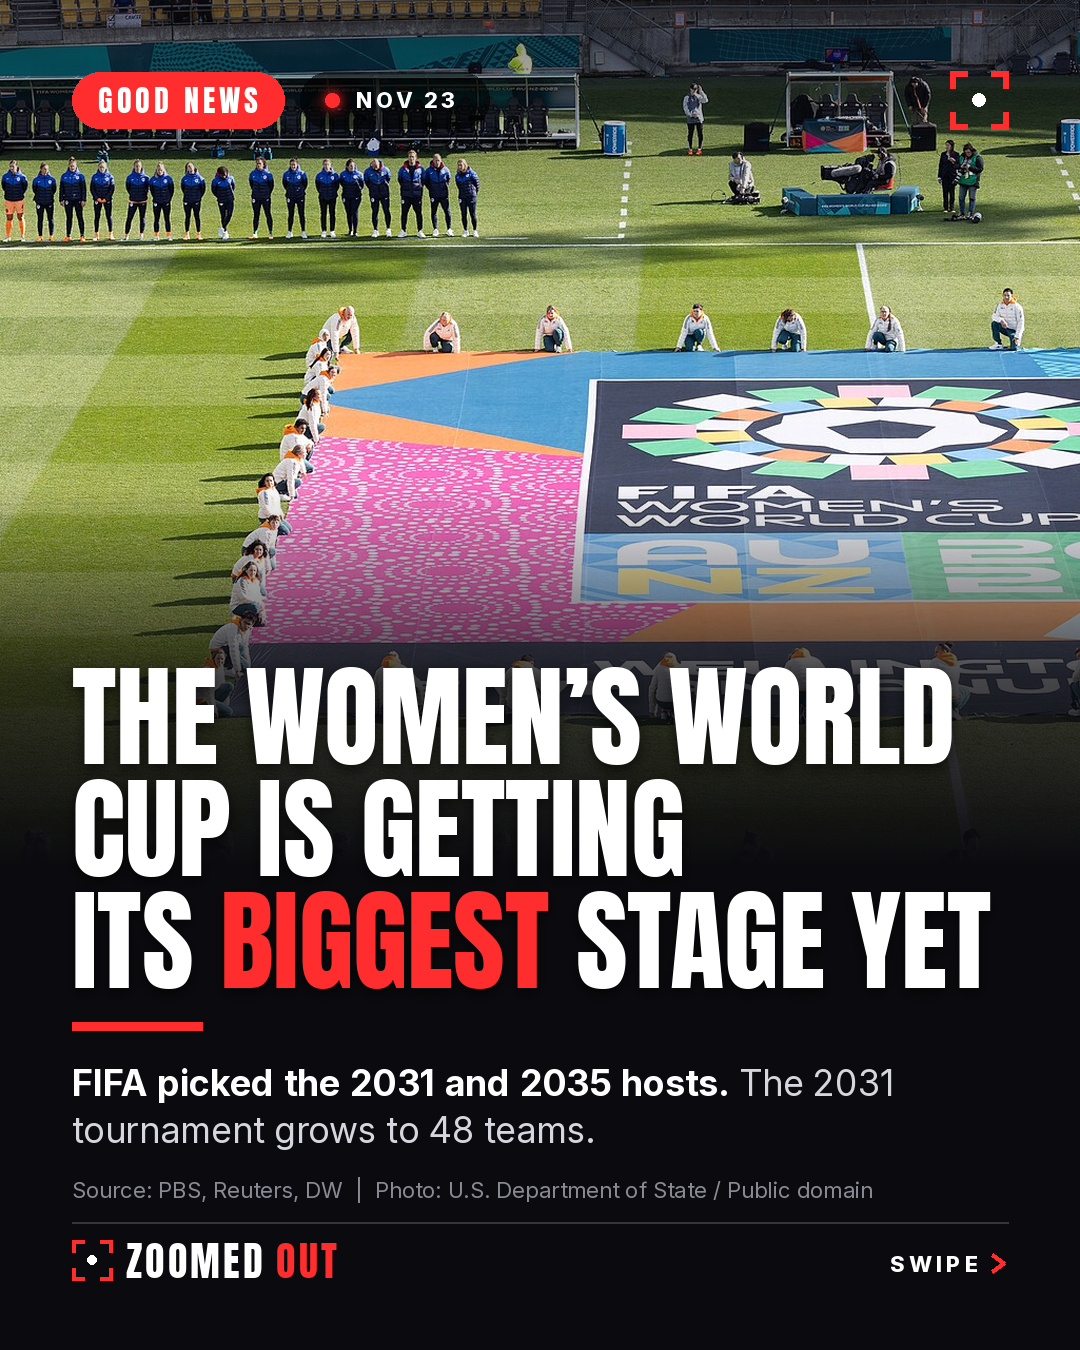 GOOD NEWS
NOV 23
FIFA
WOMEN'S
WORLD CUP
AU
NZ
THE WOMEN’S WORLD
CUP IS GETTING
ITS BIGGEST STAGE YET
FIFA picked the 2031 and 2035 hosts. The 2031
tournament grows to 48 teams.
Source: PBS, Reuters, DW | Photo: U.S. Department of State / Public domain
ZOOMED OUT
SWIPE